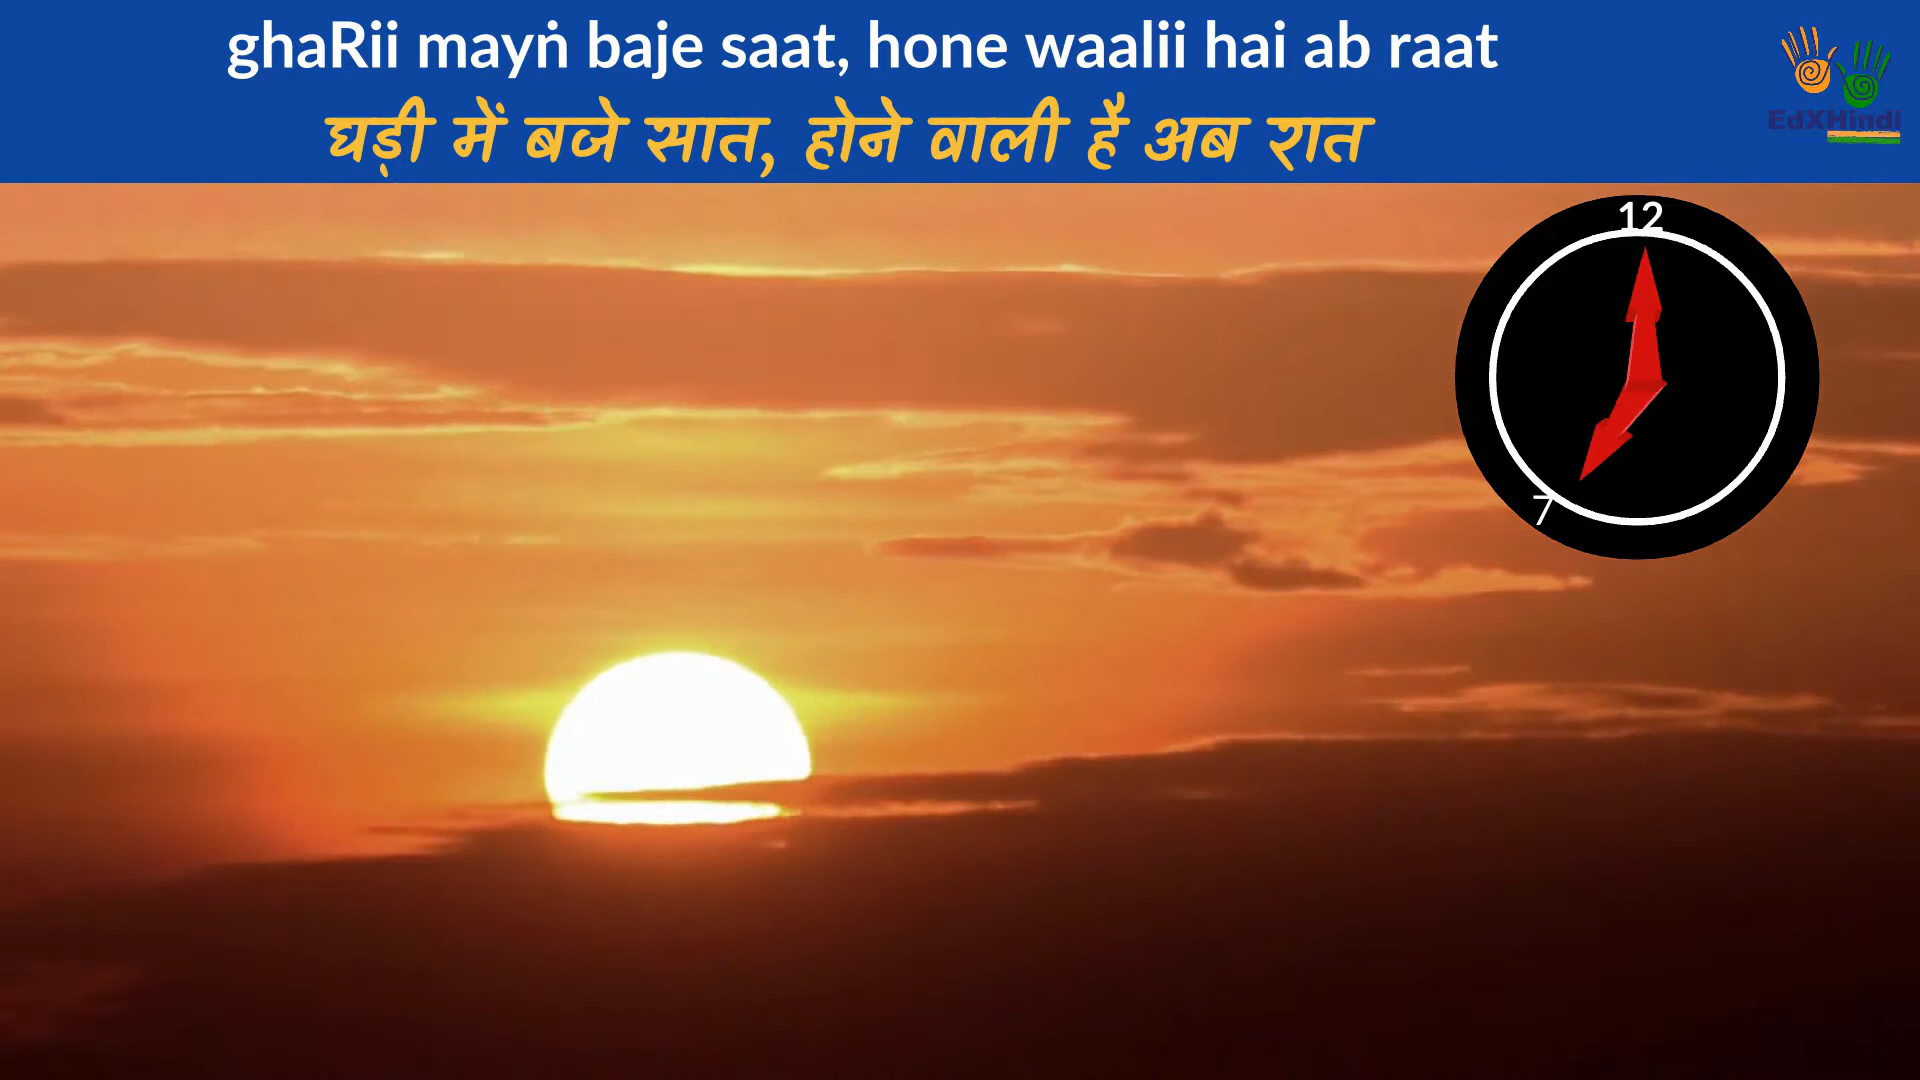 ghaRii mayṅ baje saat, hone waalii hai ab raat
घड़ी में बजे सात, होने वाली है अब रात
EdXHindi
12
7